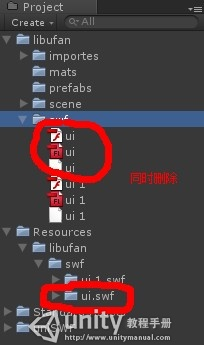 Project
Create
All
libufan
importes
mats
prefabs
scene
swf
ui
ui
ui
ui 1
ui 1
ui 1
同时删除
Resources
libufan
swf
ui 1.swf
ui.swf
unity 教程手册
www.unitymanual.com